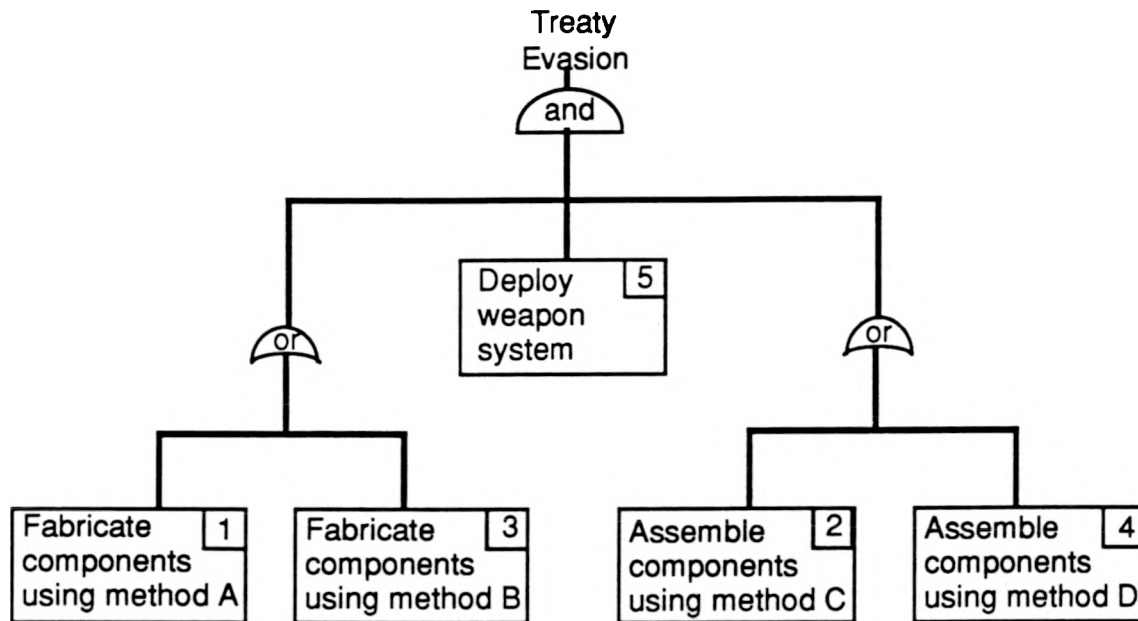 Treaty
Evasion
and
Deploy
weapon
system
5
or
or
Fabricate
components
using method A
1
Fabricate
components
using method B
3
Assemble
components
using method C
2
Assemble
components
using method D
4